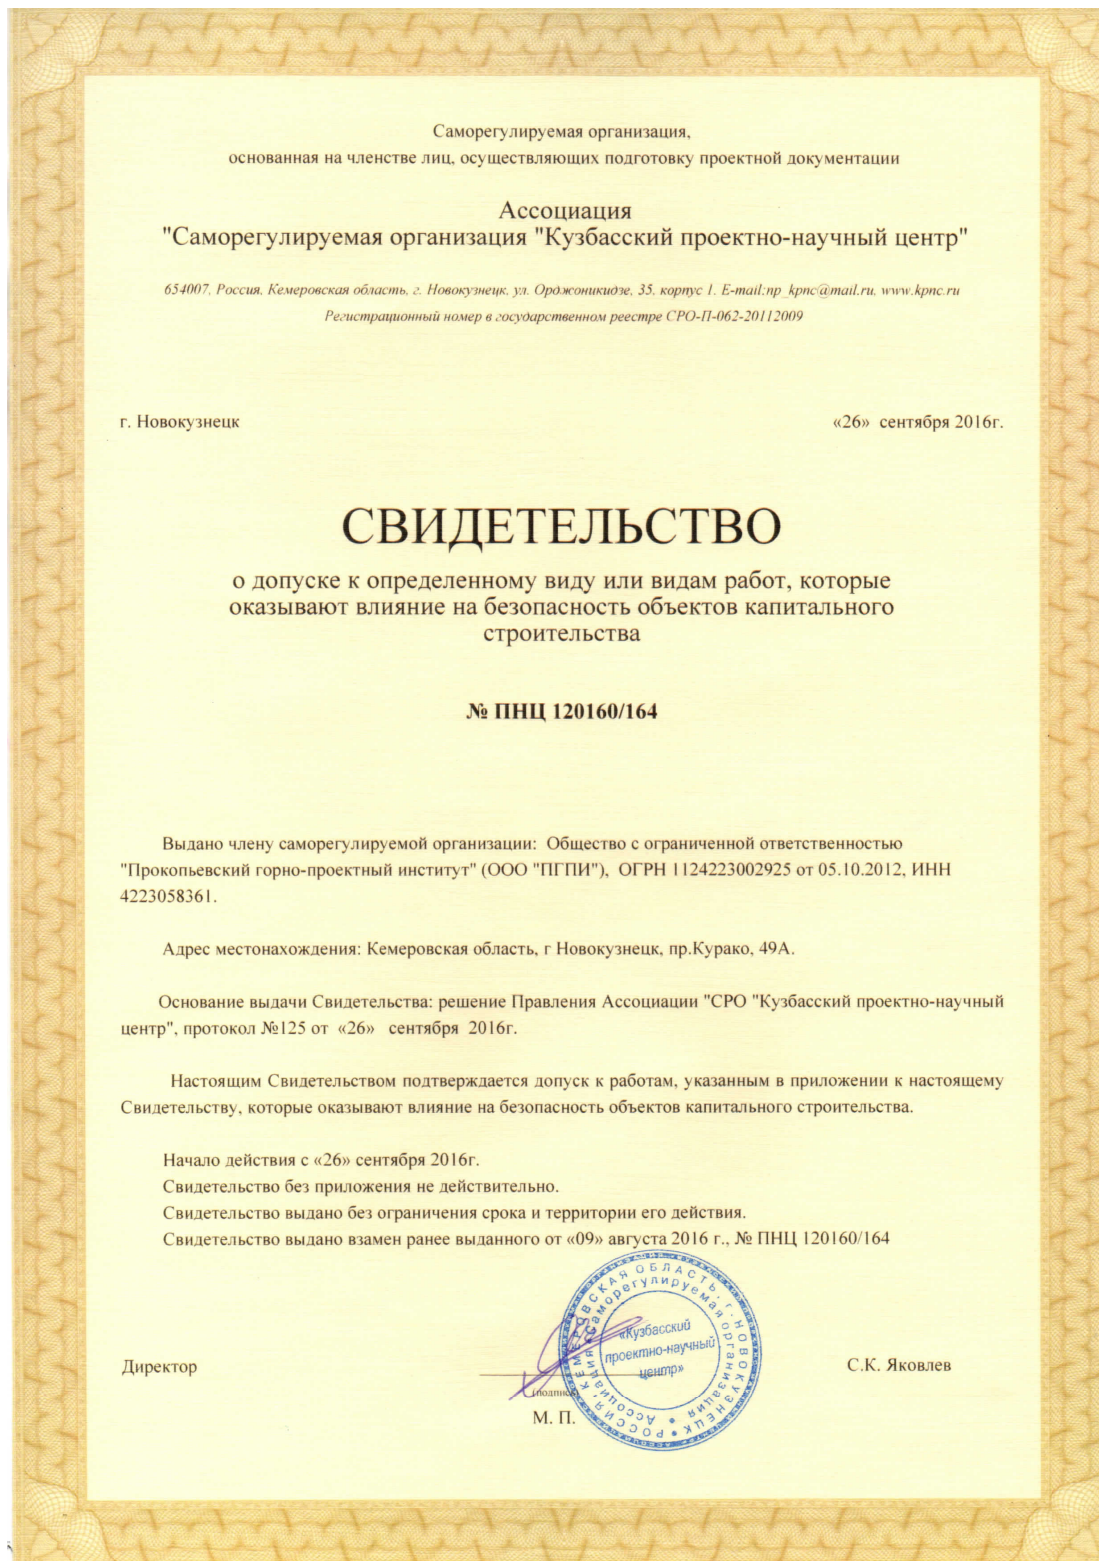 Саморегулируемая организация,
основанная на членстве лиц, осуществляющих подготовку проектной документации
Ассоциация
"Саморегулируемая организация "Кузбасский проектно-научный центр"
654007, Россия, Кемеровская область, г. Новокузнецк, ул. Орджоникидзе, 35, корпус 1. E-mail:np_kpnc@mail.ru, www.kpnc.ru
Регистрационный номер в государственном реестре СРО-П-062-20112009
г. Новокузнецк «26» сентября 2016г.
СВИДЕТЕЛЬСТВО
о допуске к определенному виду или видам работ, которые
оказывают влияние на безопасность объектов капитального
строительства
№ ПНЦ 120160/164
Выдано члену саморегулируемой организации: Общество с ограниченной ответственностью
"Прокопьевский горно-проектный институт" (ООО "ПГПИ"), ОГРН 1124223002925 от 05.10.2012, ИНН
4223058361.
Адрес местонахождения: Кемеровская область, г Новокузнецк, пр.Курако, 49А.
Основание выдачи Свидетельства: решение Правления Ассоциации "СРО "Кузбасский проектно-научный
центр", протокол №125 от «26» сентября 2016г.
Настоящим Свидетельством подтверждается допуск к работам, указанным в приложении к настоящему
Свидетельству, которые оказывают влияние на безопасность объектов капитального строительства.
Начало действия с «26» сентября 2016г.
Свидетельство без приложения не действительно.
Свидетельство выдано без ограничения срока и территории его действия.
Свидетельство выдано взамен ранее выданного от «09» августа 2016 г., № ПНЦ 120160/164
РОССИЯ, КЕМЕРОВСКАЯ ОБЛАСТЬ, г. НОВОКУЗНЕЦК
Ассоциация «Саморегулируемая организация
«Кузбасский
проектно-научный
центр»
Директор С.К. Яковлев
(подпись)
М. П.